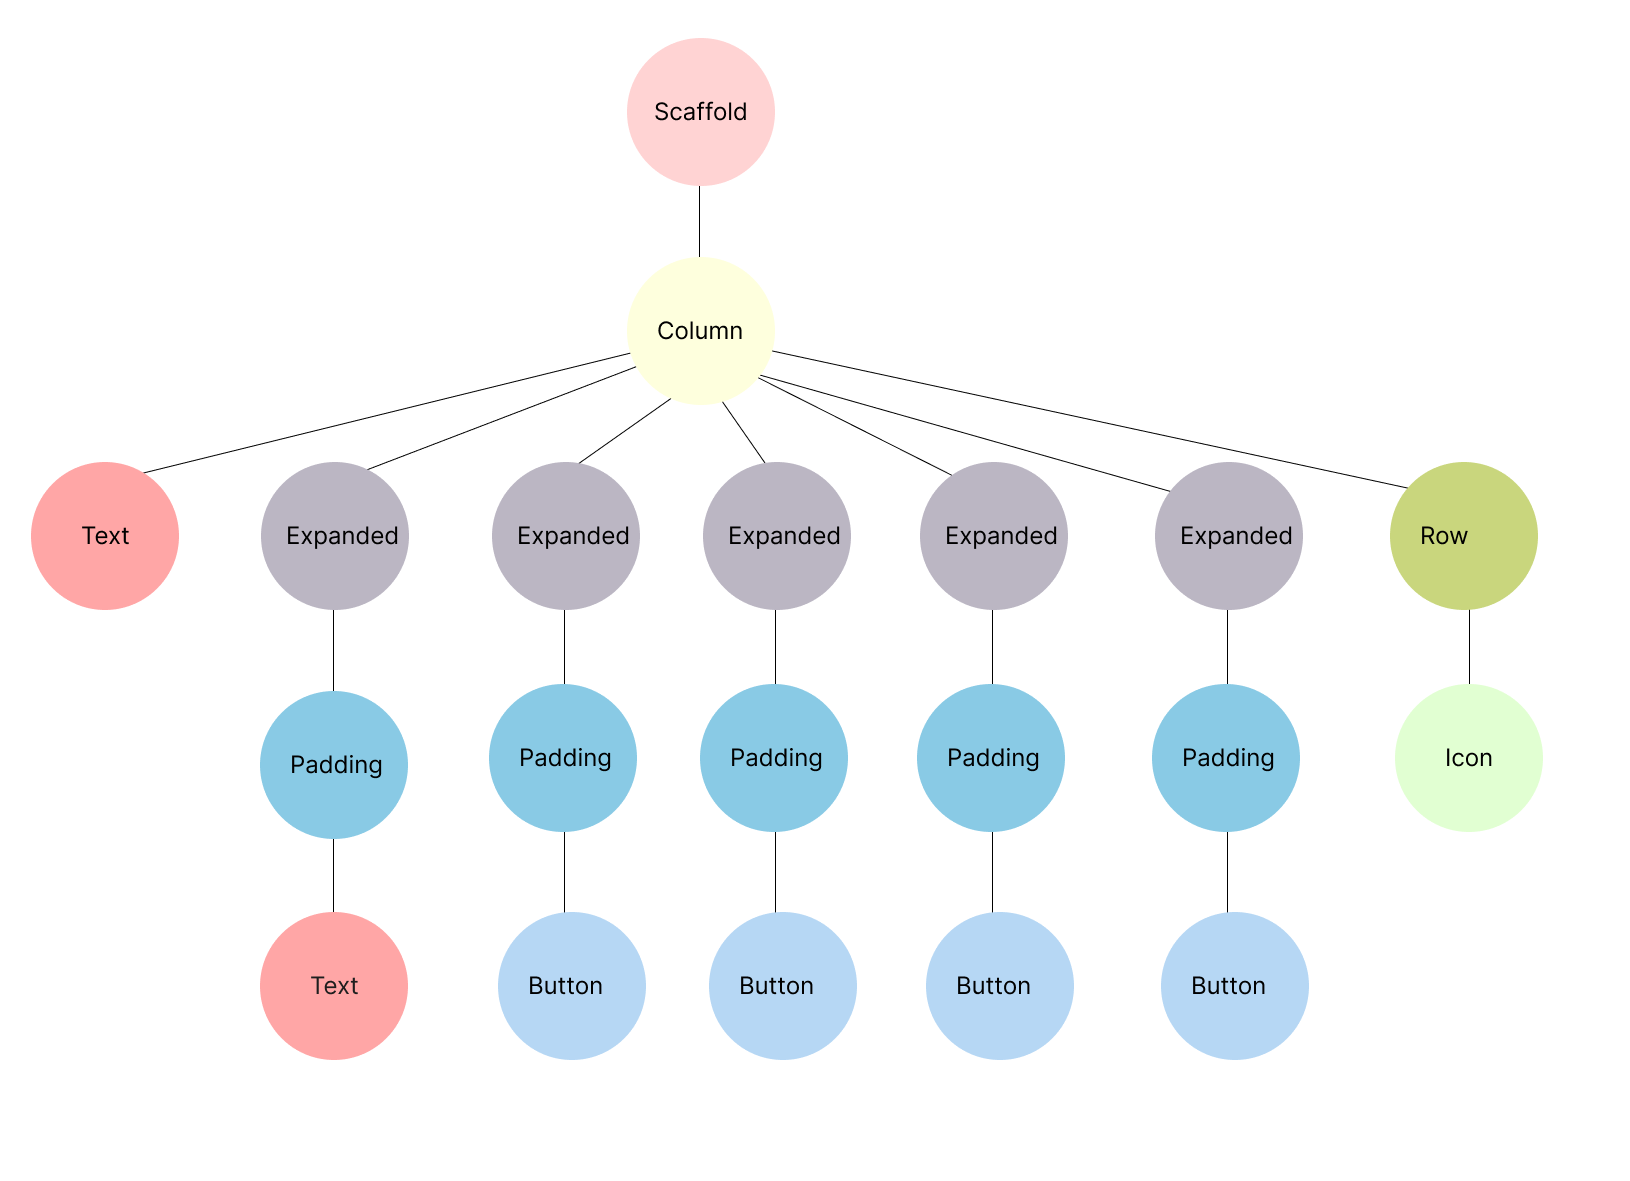 Scaffold
Column
Text
Expanded
Expanded
Expanded
Expanded
Expanded
Row
Padding
Padding
Padding
Padding
Padding
Icon
Text
Button
Button
Button
Button